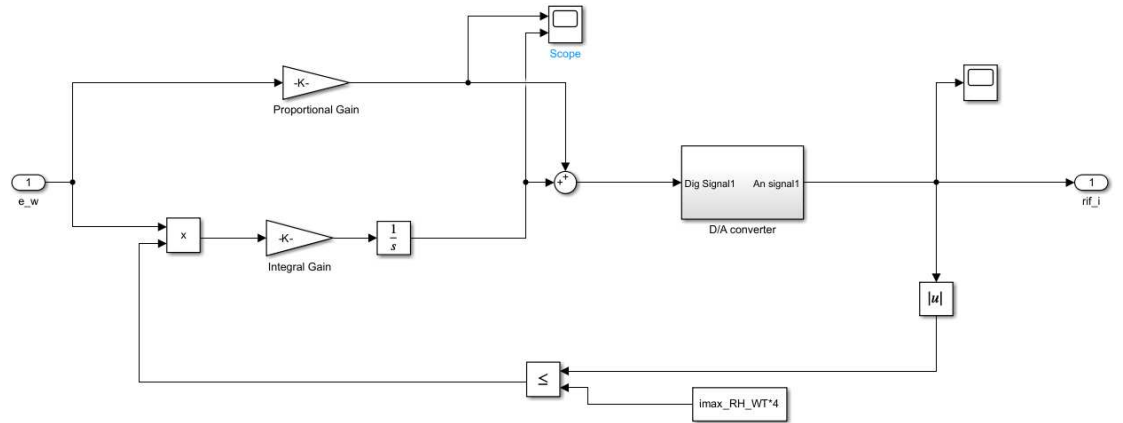 Scope
-K-
Proportional Gain
1
e_w
+
+
Dig Signal1 An signal1
D/A converter
1
rif_i
x
-K-
Integral Gain
1
s
|u|
≤
imax_RH_WT*4